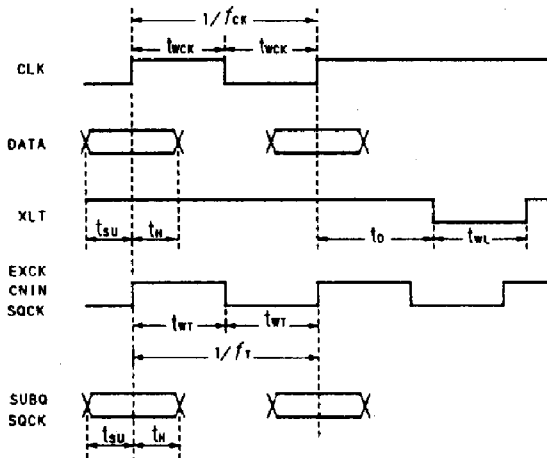 1/fCK
tWCK tWCK
CLK
DATA
XLT
tSU tH tD tWL
EXCK
CNIN
SQCK
tWT tWT
1/fT
SUBQ
SQCK
tSU tH